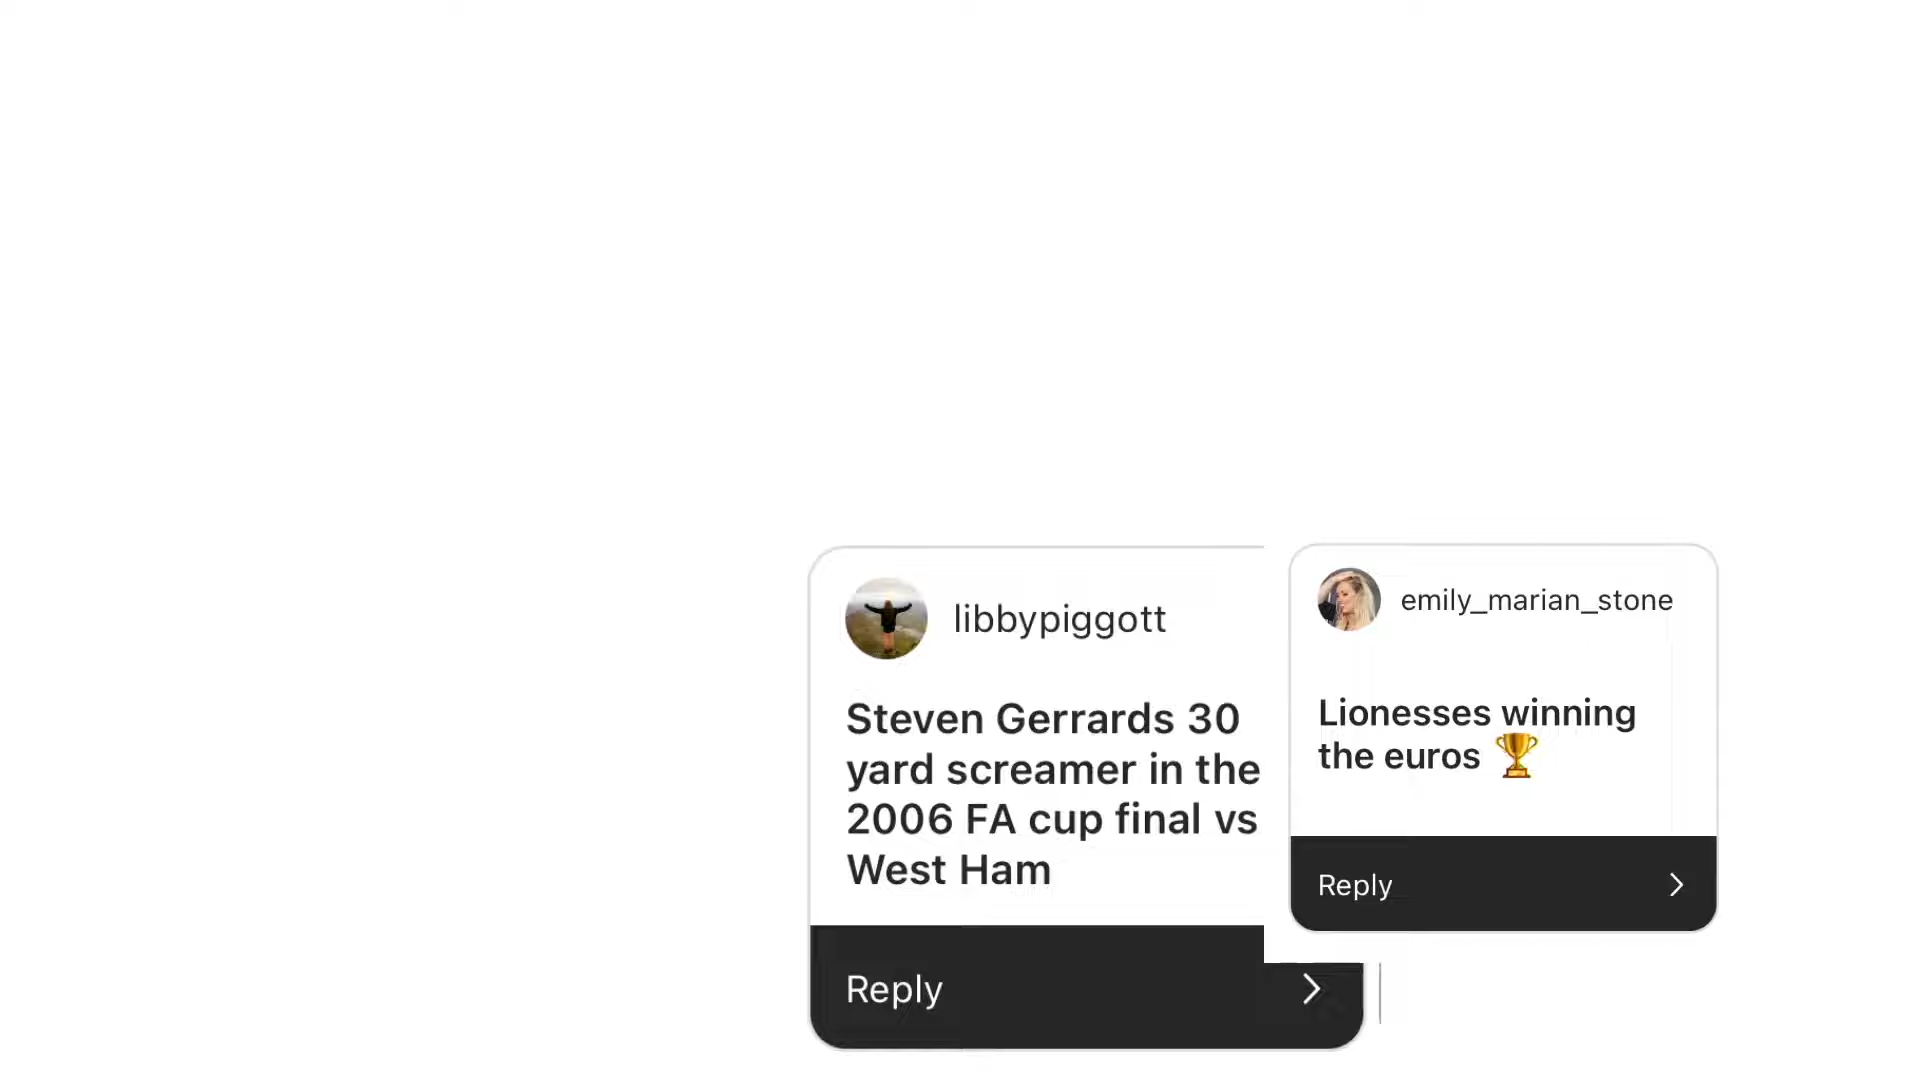 libbypiggott
Steven Gerrards 30
yard screamer in the
2006 FA cup final vs
West Ham
Reply
emily_marian_stone
Lionesses winning
the euros 🏆
Reply